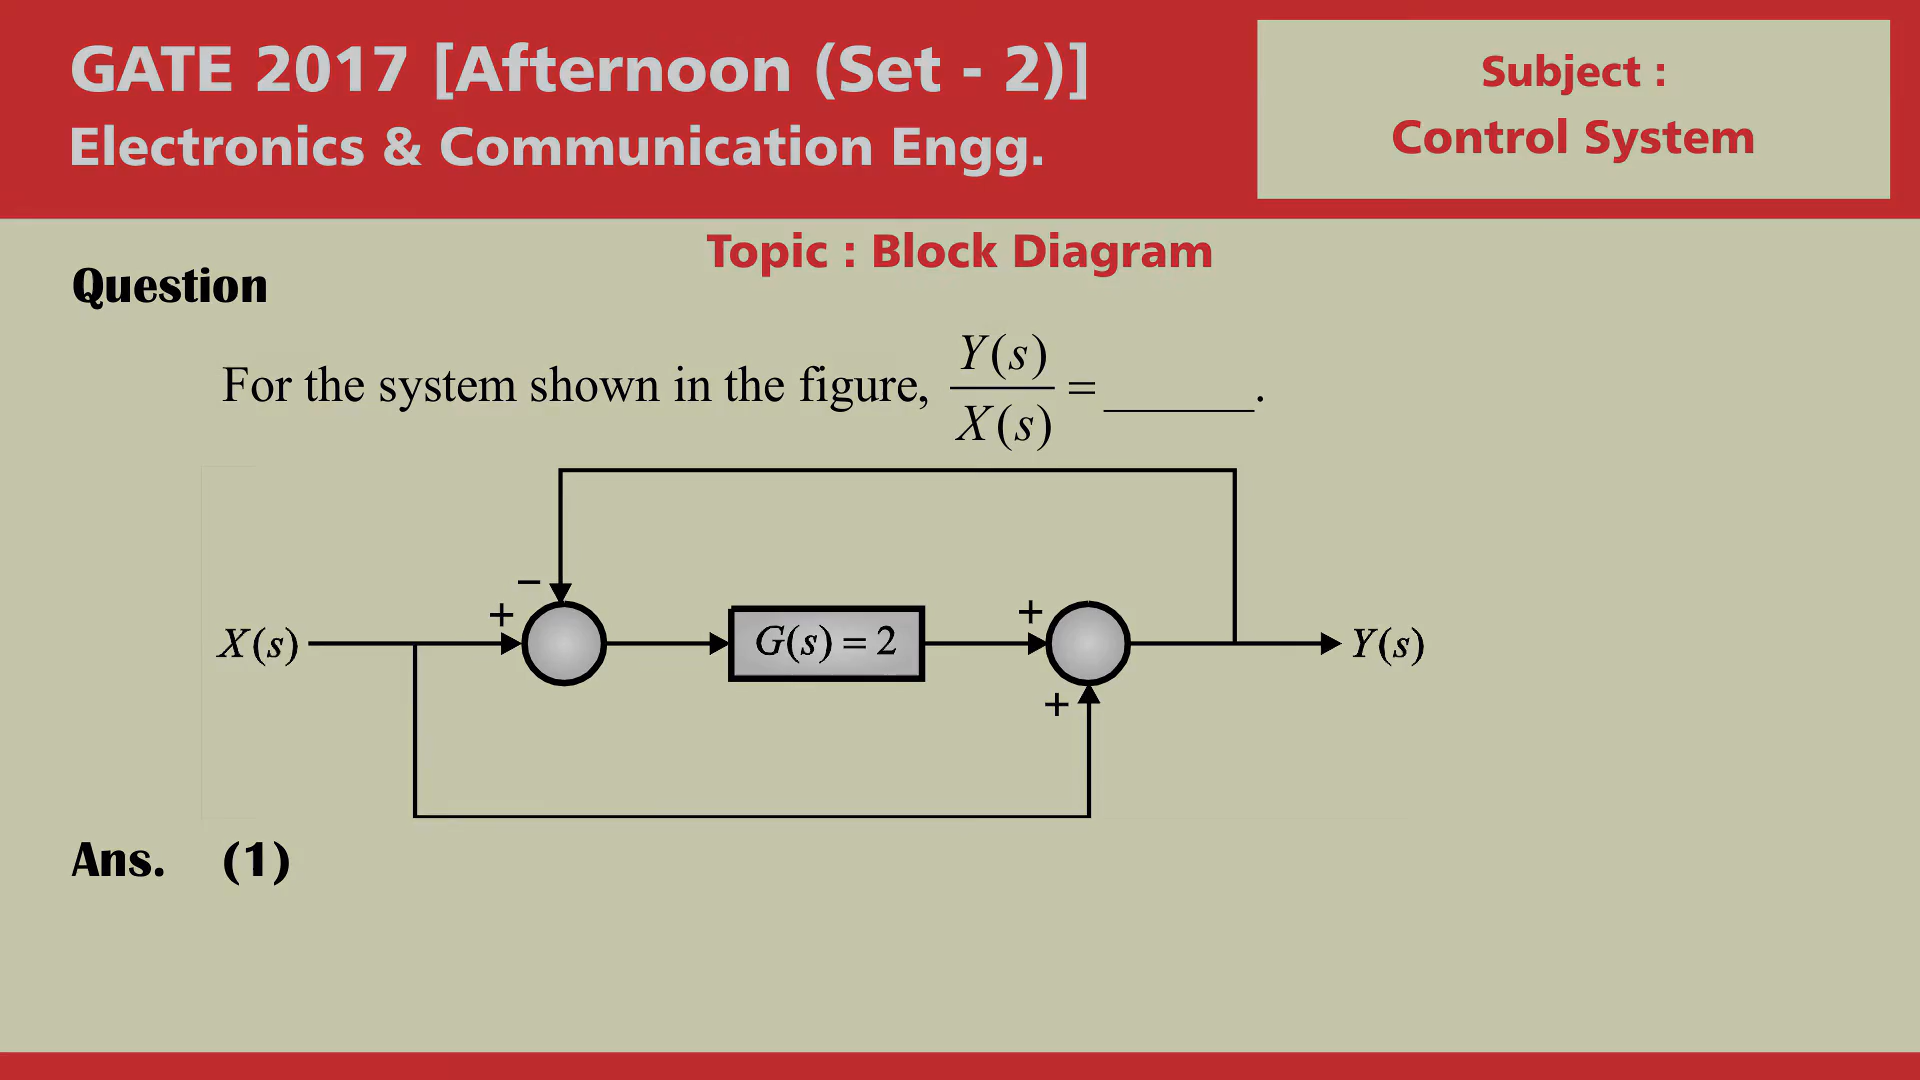 GATE 2017 [Afternoon (Set - 2)]
Electronics & Communication Engg.
Subject :
Control System
Topic : Block Diagram
Question
For the system shown in the figure, Y(s)/X(s) = ______.
−
+
+
X(s)
G(s) = 2
Y(s)
+
Ans. (1)